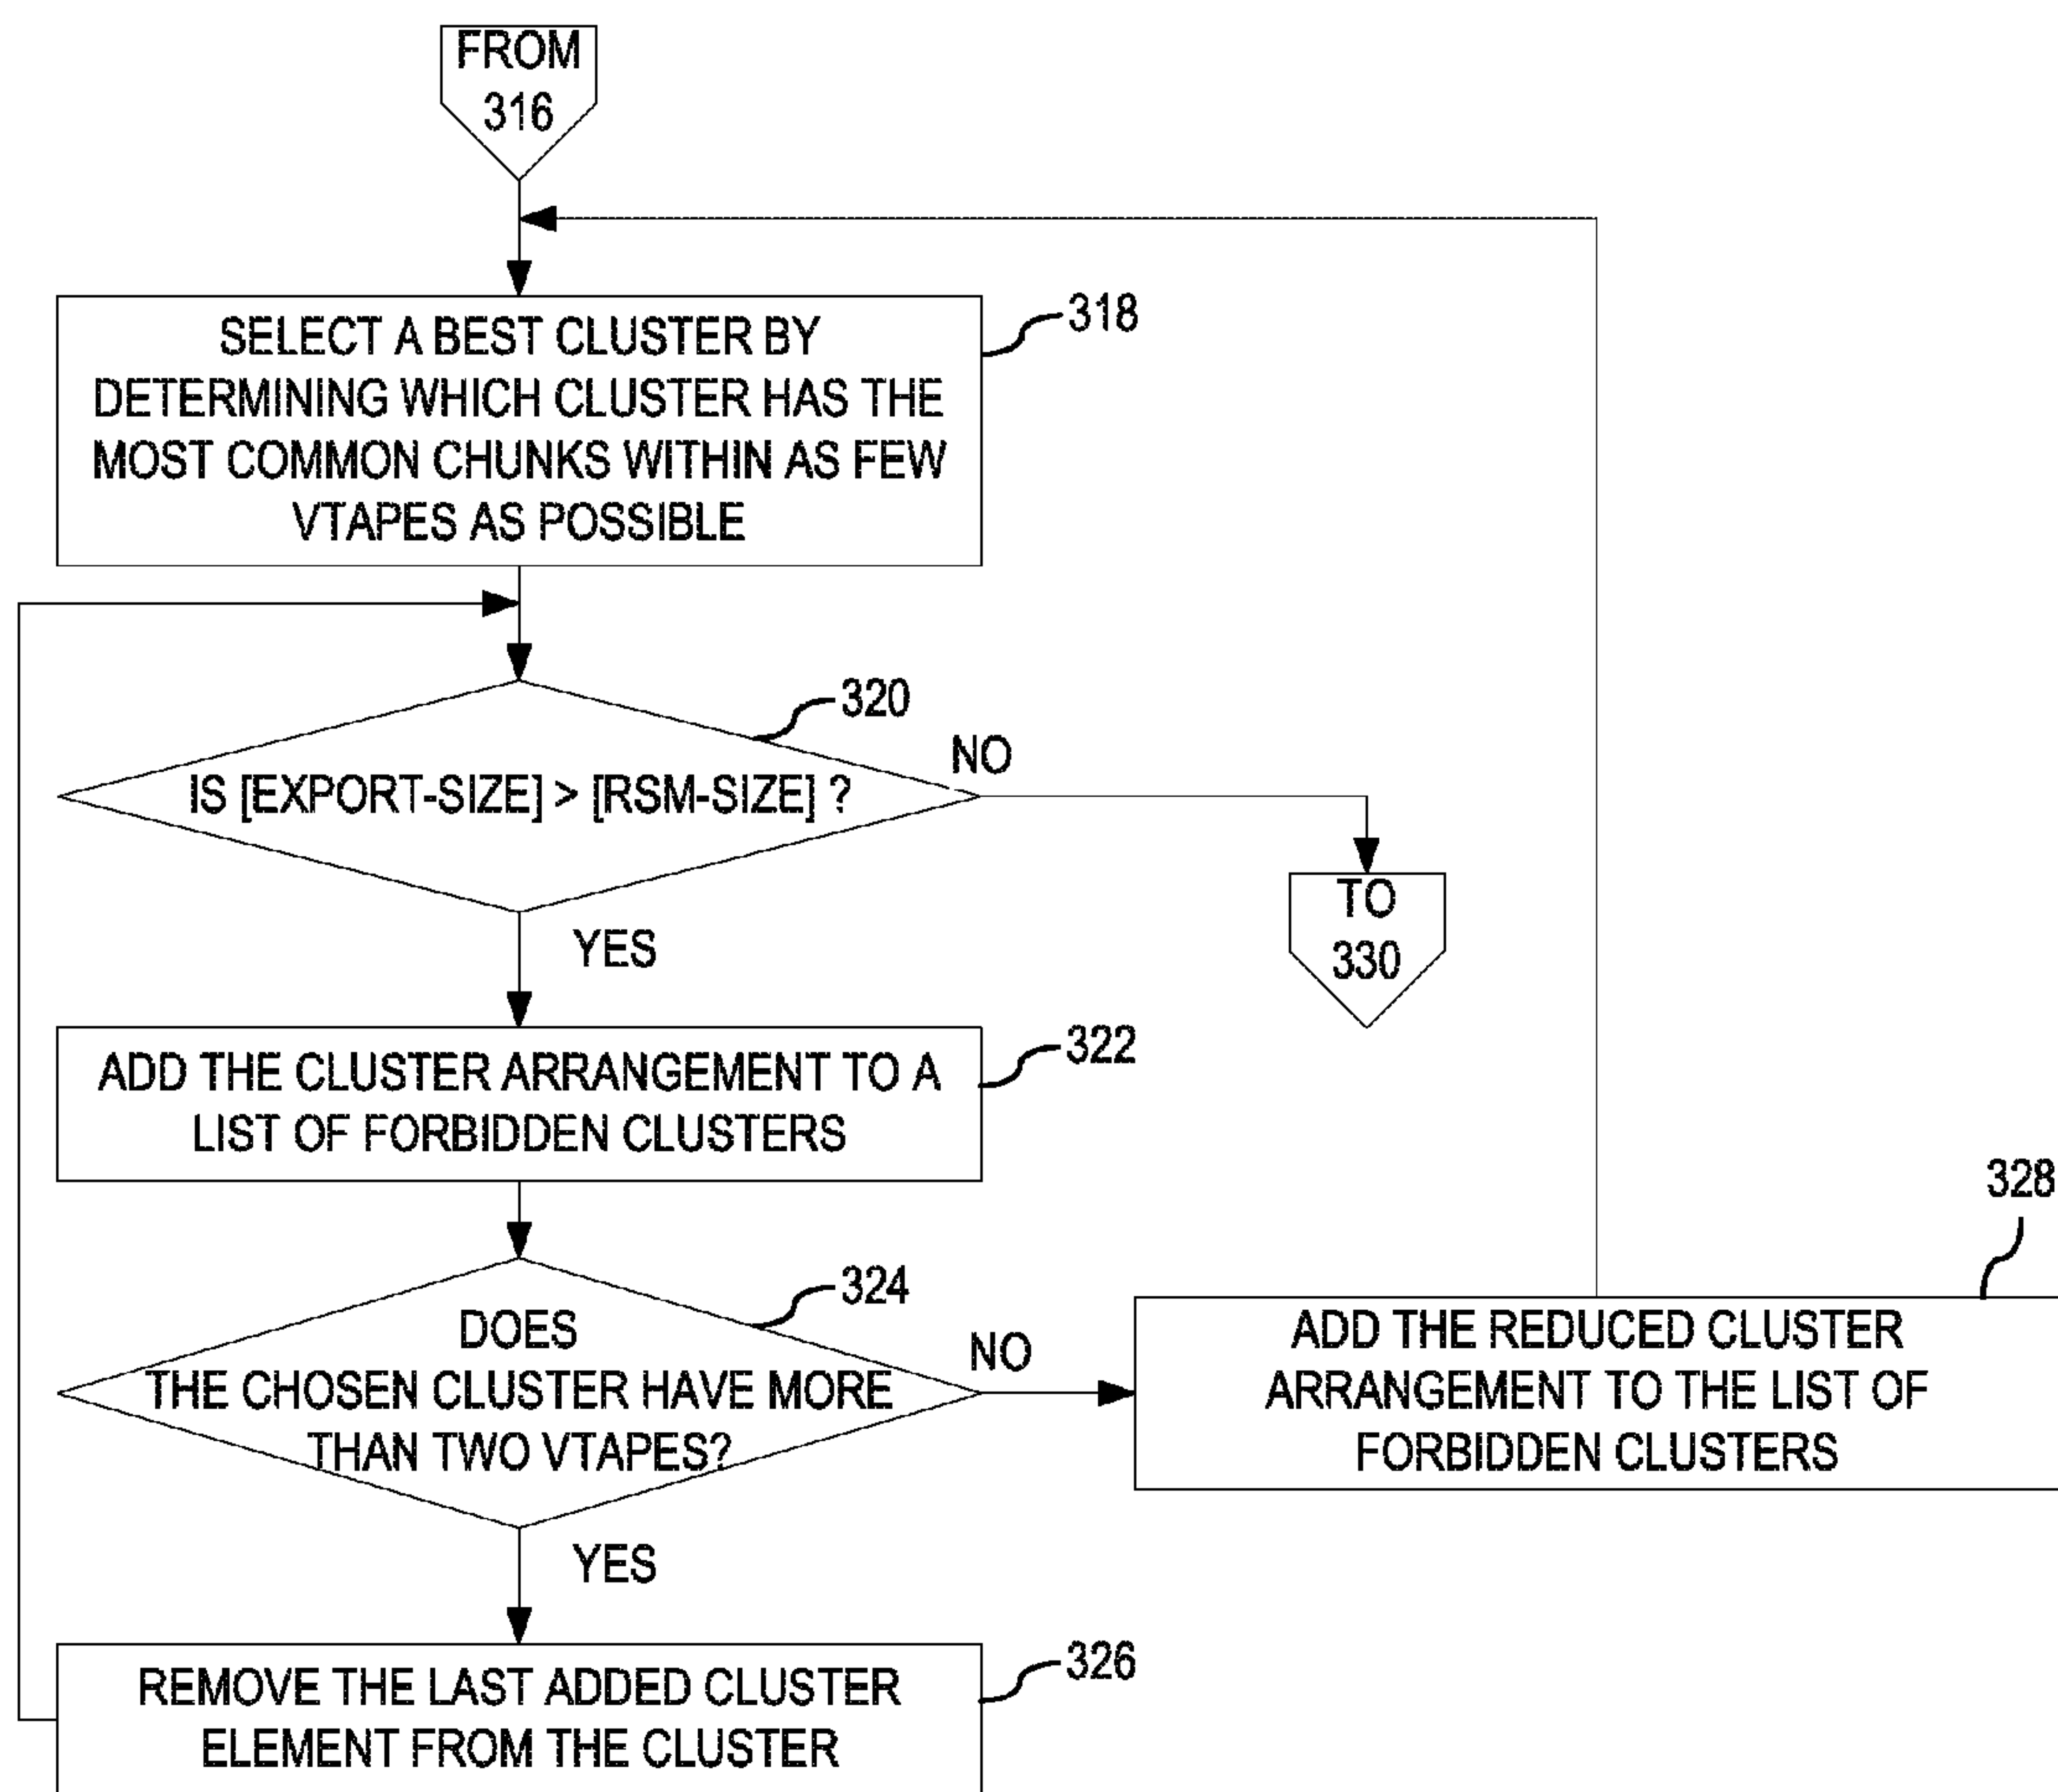 FROM
316
318
SELECT A BEST CLUSTER BY
DETERMINING WHICH CLUSTER HAS THE
MOST COMMON CHUNKS WITHIN AS FEW
VTAPES AS POSSIBLE
320
NO
IS [EXPORT-SIZE] > [RSM-SIZE] ?
TO
330
YES
322
ADD THE CLUSTER ARRANGEMENT TO A
LIST OF FORBIDDEN CLUSTERS
328
324
DOES
THE CHOSEN CLUSTER HAVE MORE
THAN TWO VTAPES?
NO
ADD THE REDUCED CLUSTER
ARRANGEMENT TO THE LIST OF
FORBIDDEN CLUSTERS
YES
326
REMOVE THE LAST ADDED CLUSTER
ELEMENT FROM THE CLUSTER